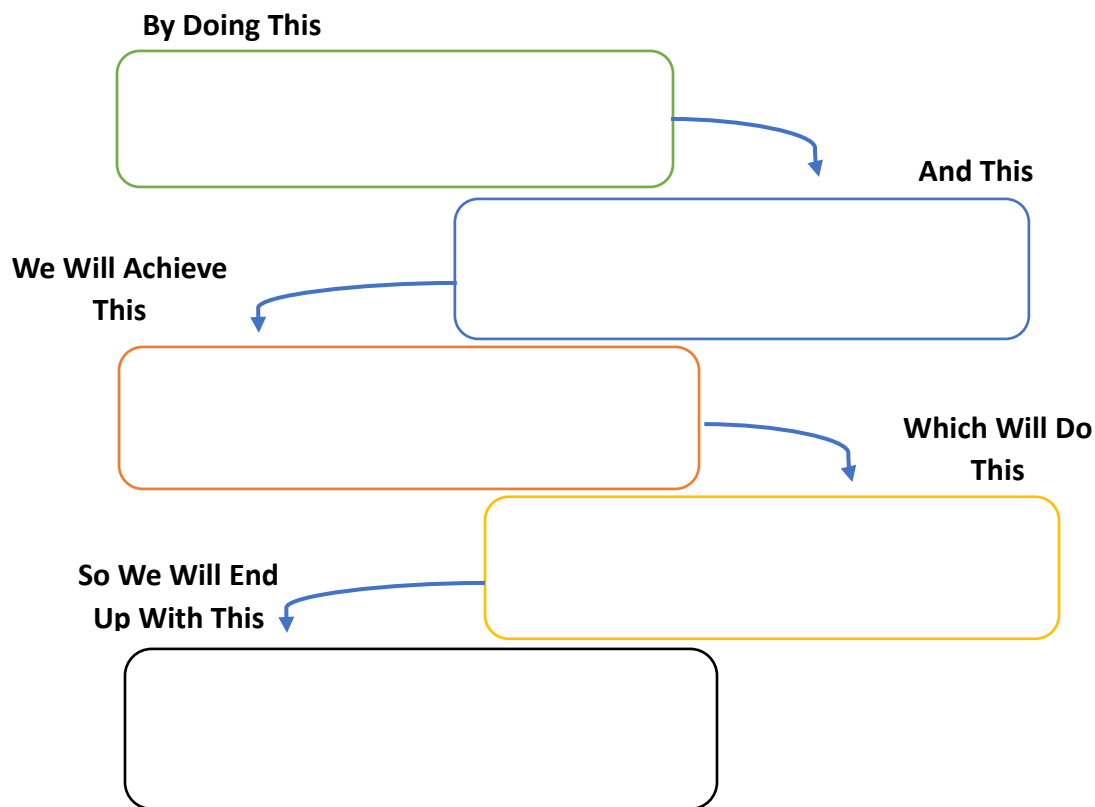 By Doing This
And This
We Will Achieve
This
Which Will Do
This
So We Will End
Up With This